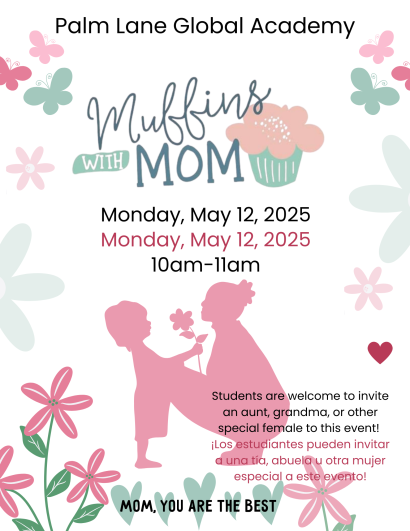 Palm Lane Global Academy
Muffins
WITH MOM
Monday, May 12, 2025
Monday, May 12, 2025
10am-11am
Students are welcome to invite
an aunt, grandma, or other
special female to this event!
¡Los estudiantes pueden invitar
a una tía, abuela u otra mujer
especial a este evento!
MOM, YOU ARE THE BEST